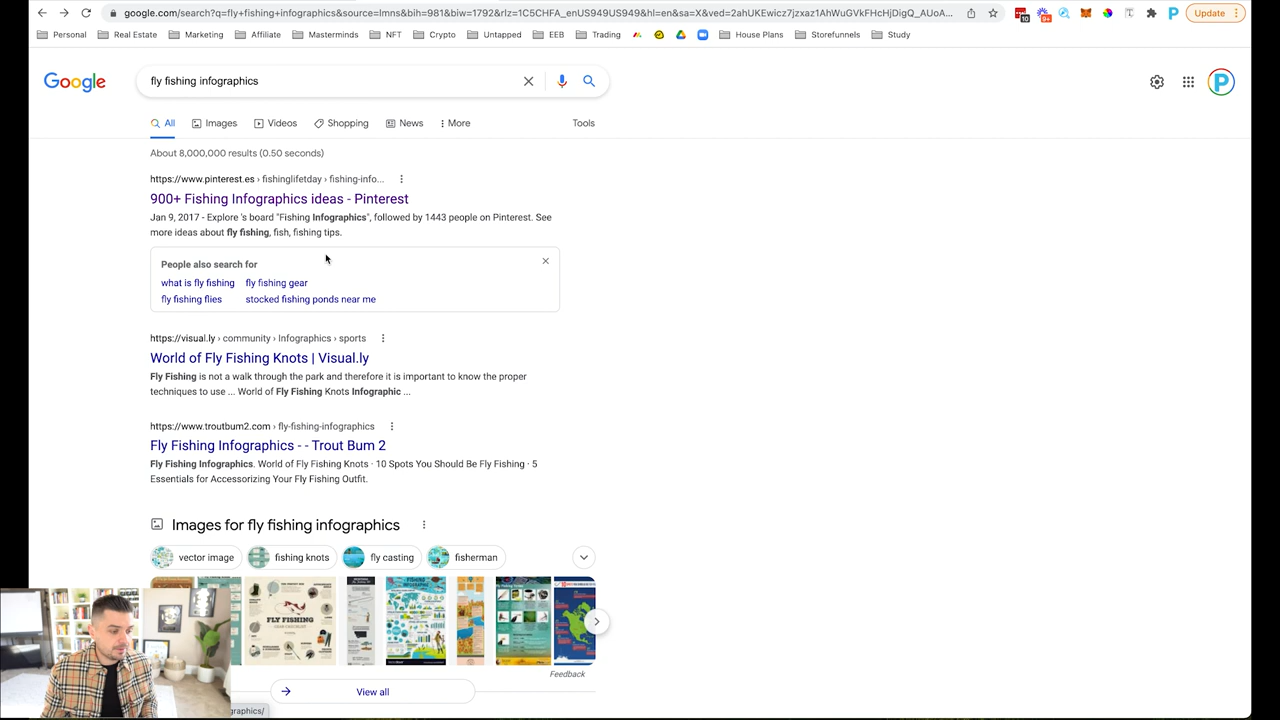 google.com/search?q=fly+fishing+infographics&source=lmns&bih=981&biw=1792&rlz=1C5CHFA_enUS949US949&hl=en&sa=X&ved=2ahUKEwicz7jzxaz1AhWuGVkFHcHjDigQ_AUoA...
Update
Personal
Real Estate
Marketing
Affiliate
Masterminds
NFT
Crypto
Untapped
EEB
Trading
House Plans
Storefunnels
Study
Google
fly fishing infographics
P
All
Images
Videos
Shopping
News
More
Tools
About 8,000,000 results (0.50 seconds)
https://www.pinterest.es › fishinglifetday › fishing-info...
900+ Fishing Infographics ideas - Pinterest
Jan 9, 2017 - Explore 's board "Fishing Infographics", followed by 1443 people on Pinterest. See
more ideas about fly fishing, fish, fishing tips.
People also search for
what is fly fishing
fly fishing gear
fly fishing flies
stocked fishing ponds near me
https://visual.ly › community › Infographics › sports
World of Fly Fishing Knots | Visual.ly
Fly Fishing is not a walk through the park and therefore it is important to know the proper
techniques to use ... World of Fly Fishing Knots Infographic ...
https://www.troutbum2.com › fly-fishing-infographics
Fly Fishing Infographics - - Trout Bum 2
Fly Fishing Infographics. World of Fly Fishing Knots · 10 Spots You Should Be Fly Fishing · 5
Essentials for Accessorizing Your Fly Fishing Outfit.
Images for fly fishing infographics
vector image
fishing knots
fly casting
fisherman
FLY FISHING
Feedback
View all
graphics/